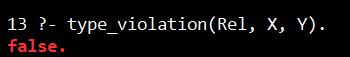 13 ?- type_violation(Rel, X, Y).
false.